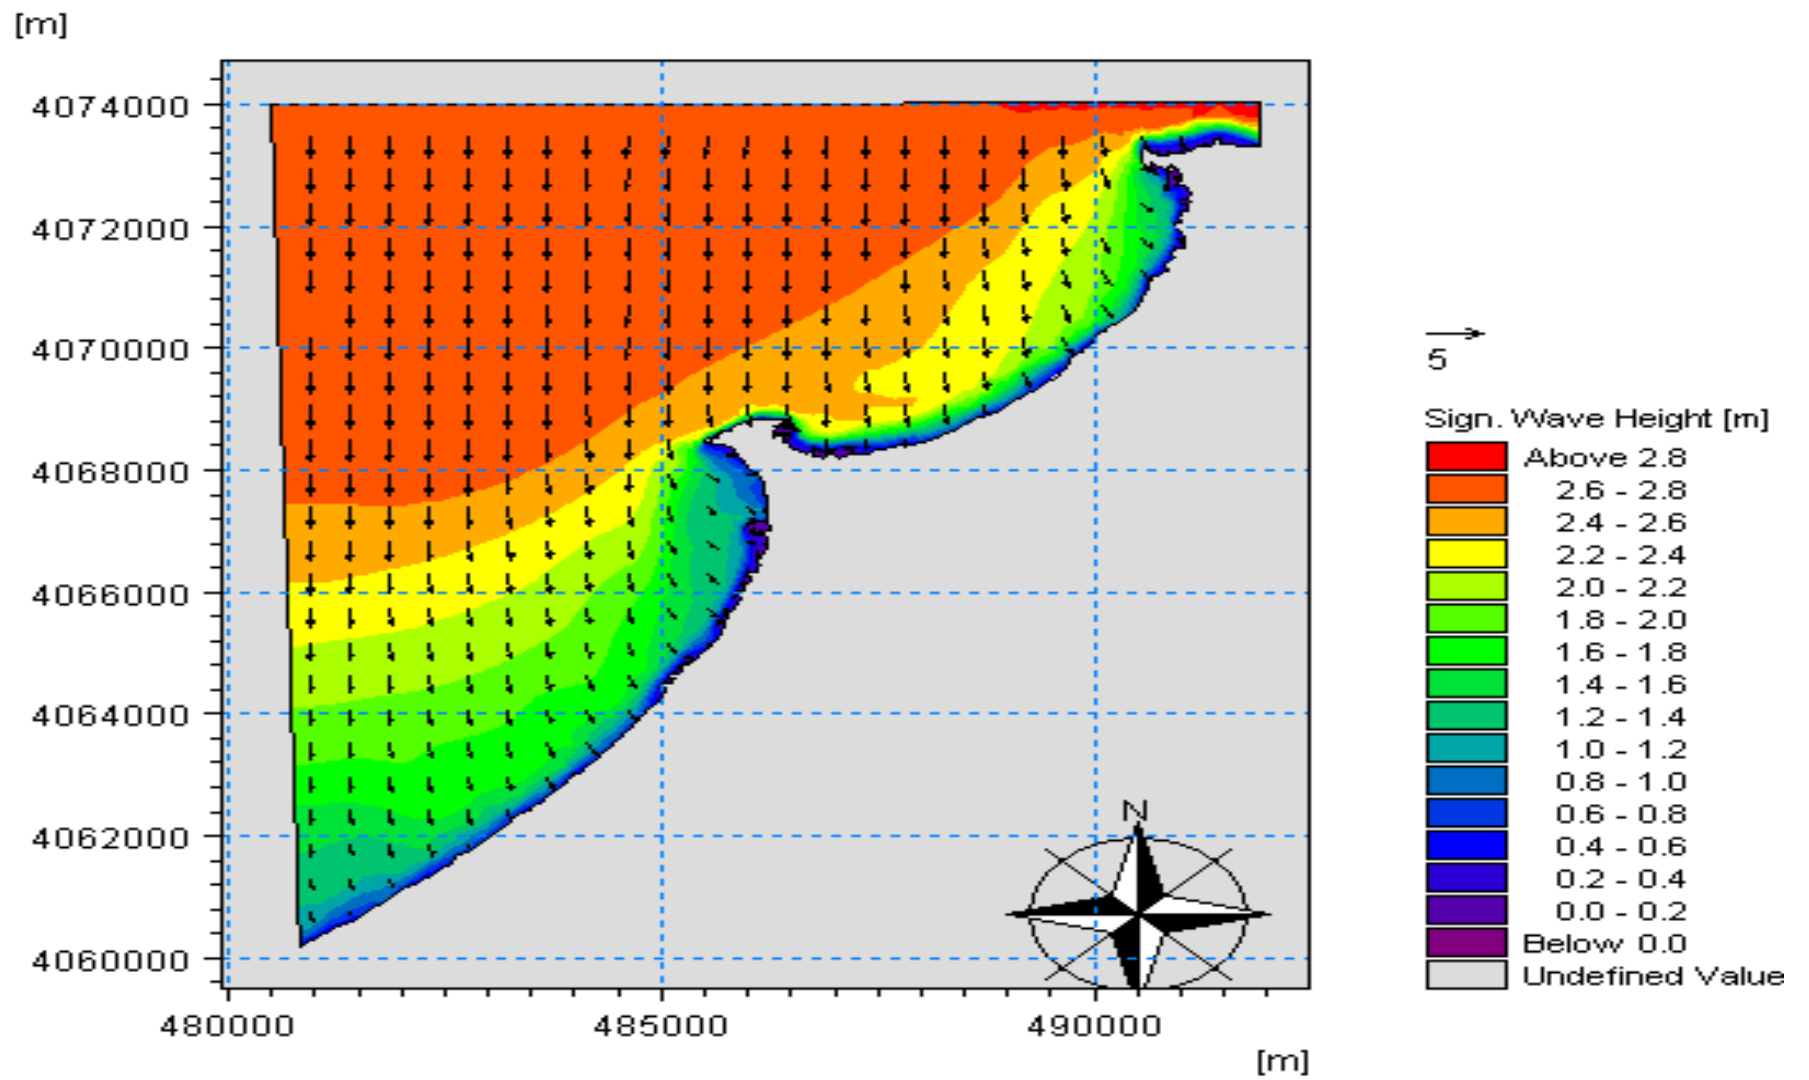 [m]
4074000
4072000
4070000
4068000
4066000
4064000
4062000
4060000
480000
485000
490000
[m]
N
5
Sign. Wave Height [m]
Above 2.8
2.6 - 2.8
2.4 - 2.6
2.2 - 2.4
2.0 - 2.2
1.8 - 2.0
1.6 - 1.8
1.4 - 1.6
1.2 - 1.4
1.0 - 1.2
0.8 - 1.0
0.6 - 0.8
0.4 - 0.6
0.2 - 0.4
0.0 - 0.2
Below 0.0
Undefined Value